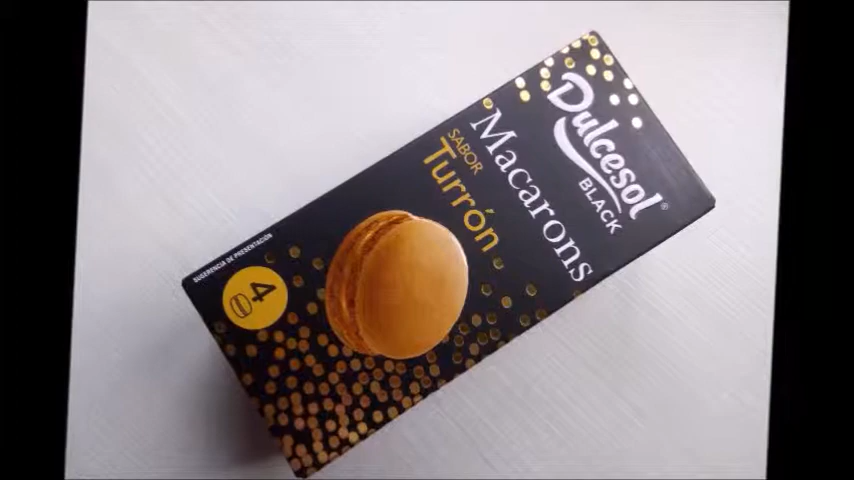 Dulcesol®
BLACK
Macarons
SABOR
Turrón
SUGERENCIA DE PRESENTACIÓN
4